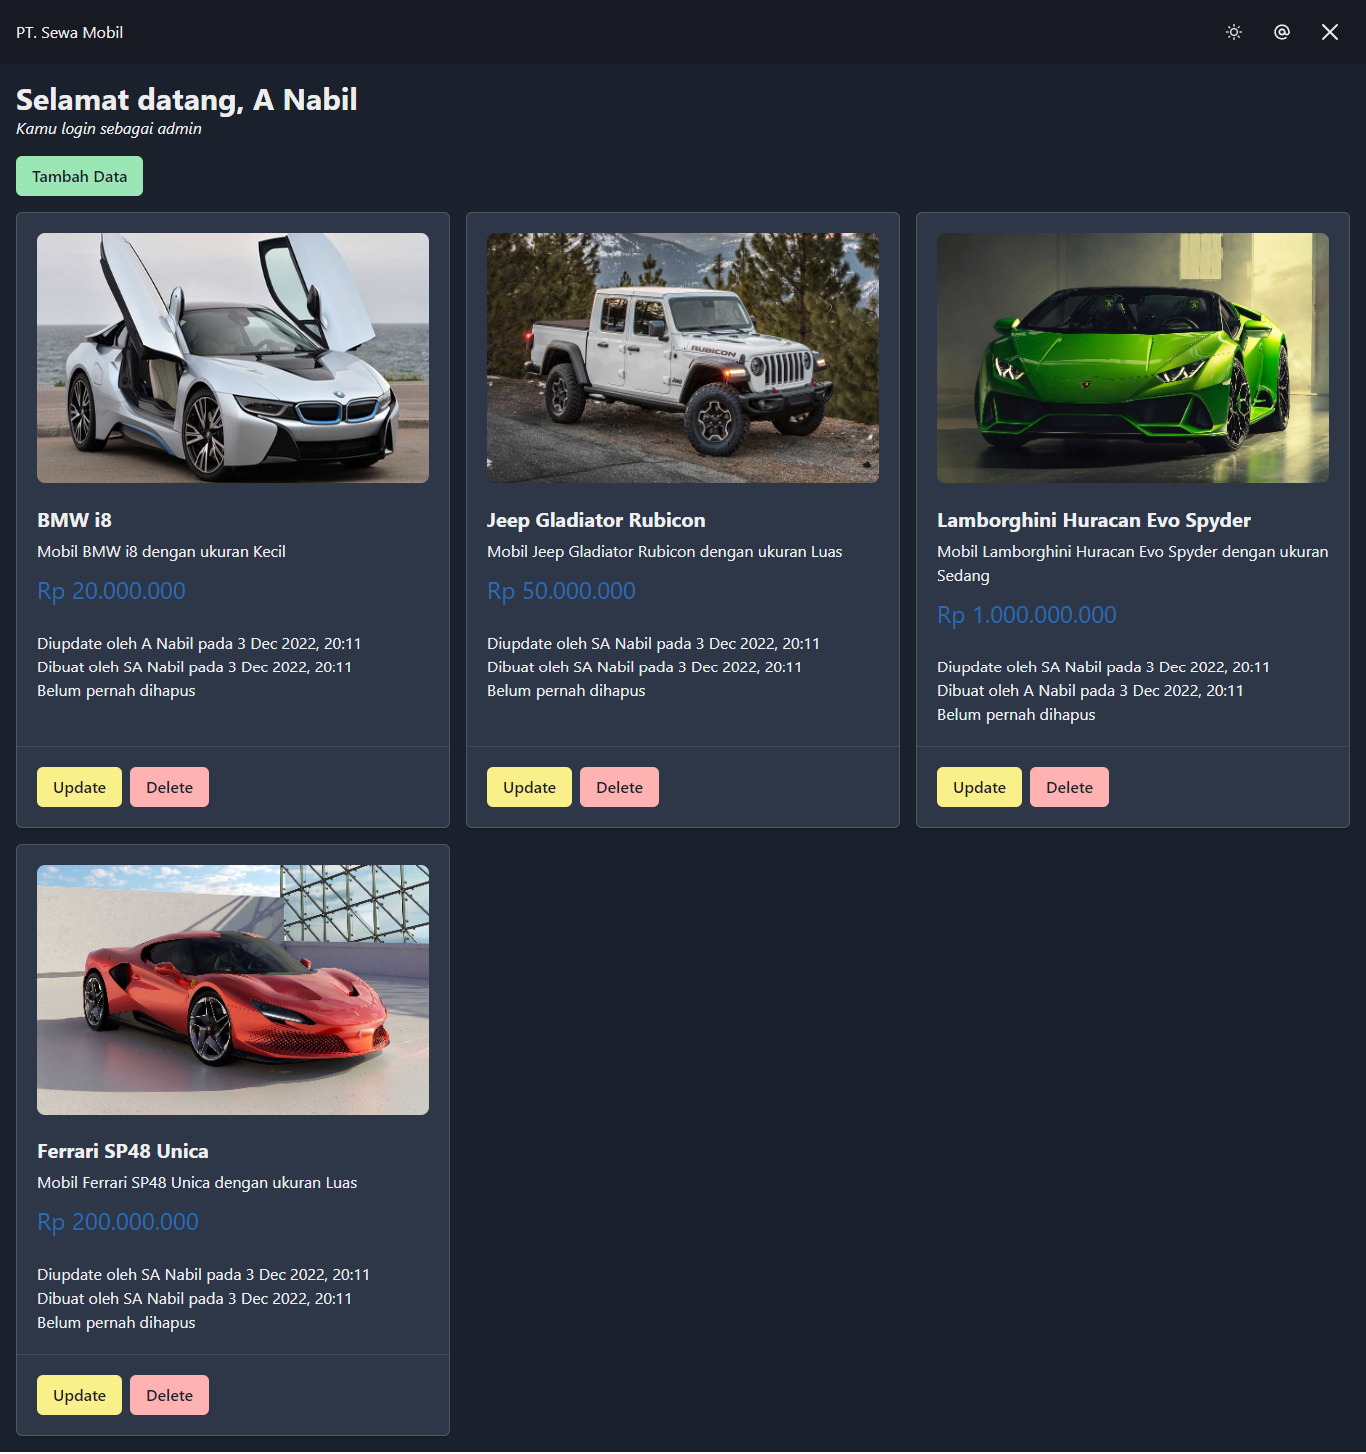 PT. Sewa Mobil
Selamat datang, A Nabil
Kamu login sebagai admin
Tambah Data
BMW i8
Mobil BMW i8 dengan ukuran Kecil
Rp 20.000.000
Diupdate oleh A Nabil pada 3 Dec 2022, 20:11
Dibuat oleh SA Nabil pada 3 Dec 2022, 20:11
Belum pernah dihapus
Update
Delete
RUBICON
Jeep Gladiator Rubicon
Mobil Jeep Gladiator Rubicon dengan ukuran Luas
Rp 50.000.000
Diupdate oleh SA Nabil pada 3 Dec 2022, 20:11
Dibuat oleh SA Nabil pada 3 Dec 2022, 20:11
Belum pernah dihapus
Update
Delete
Lamborghini Huracan Evo Spyder
Mobil Lamborghini Huracan Evo Spyder dengan ukuran
Sedang
Rp 1.000.000.000
Diupdate oleh SA Nabil pada 3 Dec 2022, 20:11
Dibuat oleh A Nabil pada 3 Dec 2022, 20:11
Belum pernah dihapus
Update
Delete
Ferrari SP48 Unica
Mobil Ferrari SP48 Unica dengan ukuran Luas
Rp 200.000.000
Diupdate oleh SA Nabil pada 3 Dec 2022, 20:11
Dibuat oleh SA Nabil pada 3 Dec 2022, 20:11
Belum pernah dihapus
Update
Delete